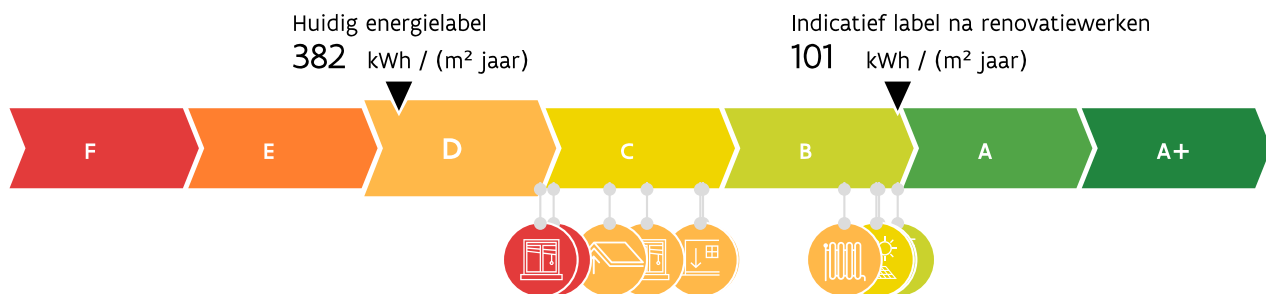 Huidig energielabel
382 kWh / (m² jaar)
Indicatief label na renovatiewerken
101 kWh / (m² jaar)
F E D C B A A+